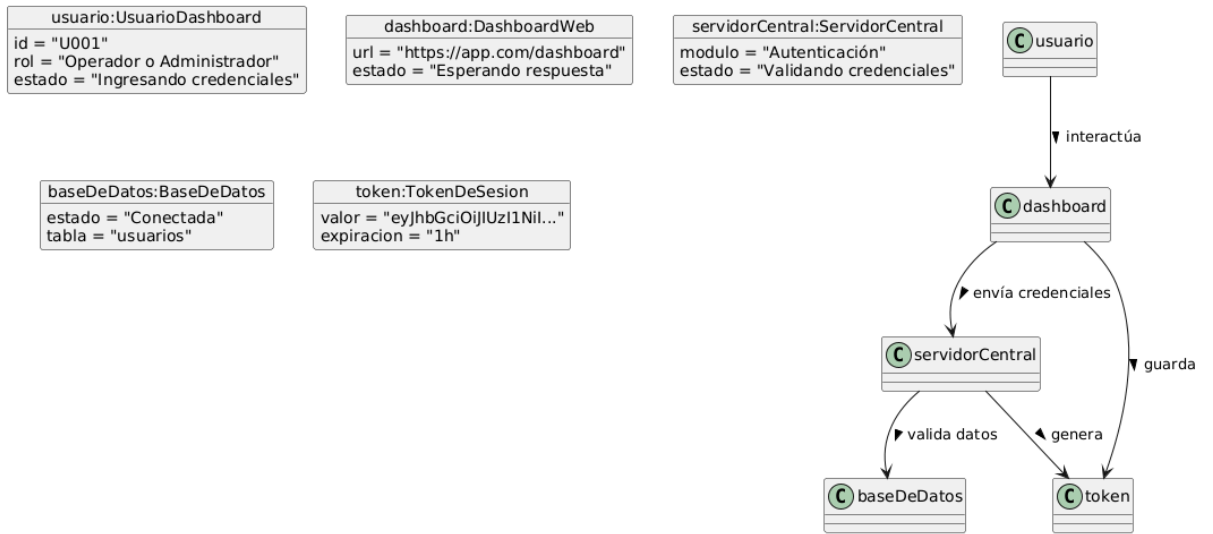 usuario:UsuarioDashboard
id = "U001"
rol = "Operador o Administrador"
estado = "Ingresando credenciales"
dashboard:DashboardWeb
url = "https://app.com/dashboard"
estado = "Esperando respuesta"
servidorCentral:ServidorCentral
modulo = "Autenticación"
estado = "Validando credenciales"
C usuario
interactúa
baseDeDatos:BaseDeDatos
estado = "Conectada"
tabla = "usuarios"
token:TokenDeSesion
valor = "eyJhbGciOiJIUzI1NiI..."
expiracion = "1h"
C dashboard
envía credenciales
guarda
C servidorCentral
valida datos
genera
C baseDeDatos
C token